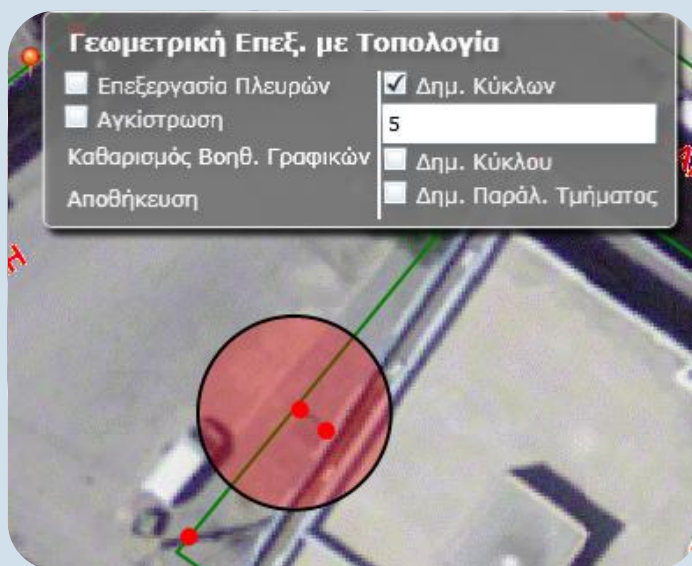 Γεωμετρική Επεξ. με Τοπολογία
Επεξεργασία Πλευρών
Αγκίστρωση
Καθαρισμός Βοηθ. Γραφικών
Αποθήκευση
Δημ. Κύκλων
5
Δημ. Κύκλου
Δημ. Παράλ. Τμήματος
Η